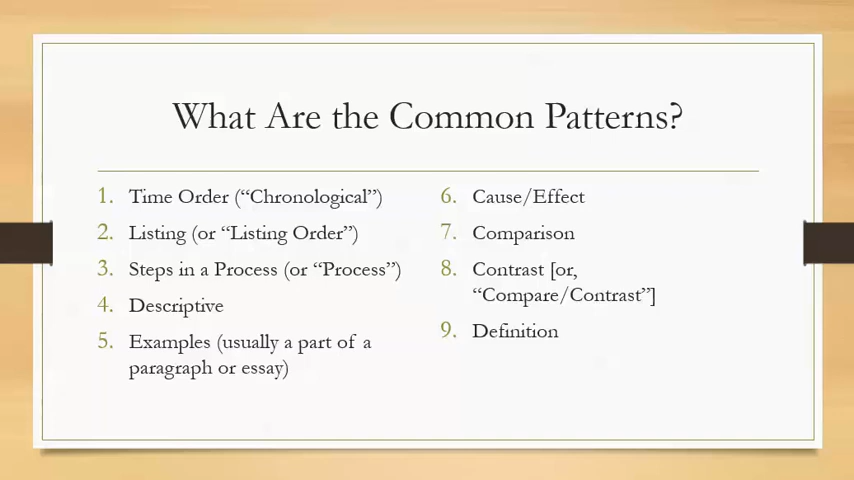 What Are the Common Patterns?
1. Time Order (“Chronological”)
2. Listing (or “Listing Order”)
3. Steps in a Process (or “Process”)
4. Descriptive
5. Examples (usually a part of a
paragraph or essay)
6. Cause/Effect
7. Comparison
8. Contrast [or,
“Compare/Contrast”]
9. Definition